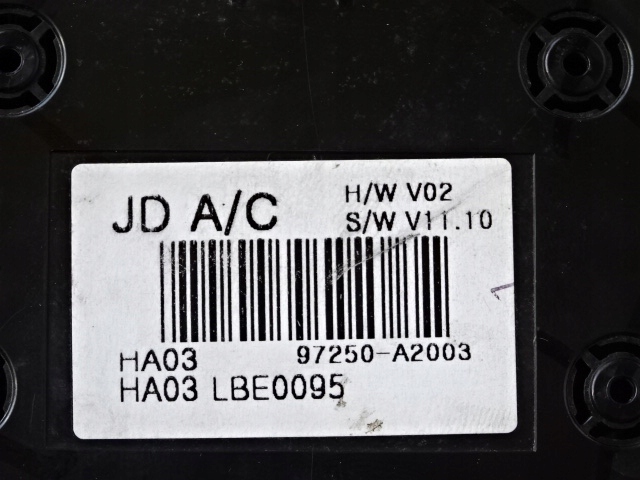 JD A/C
H/W V02
S/W V11.10
HA03 97250-A2003
HA03 LBE0095